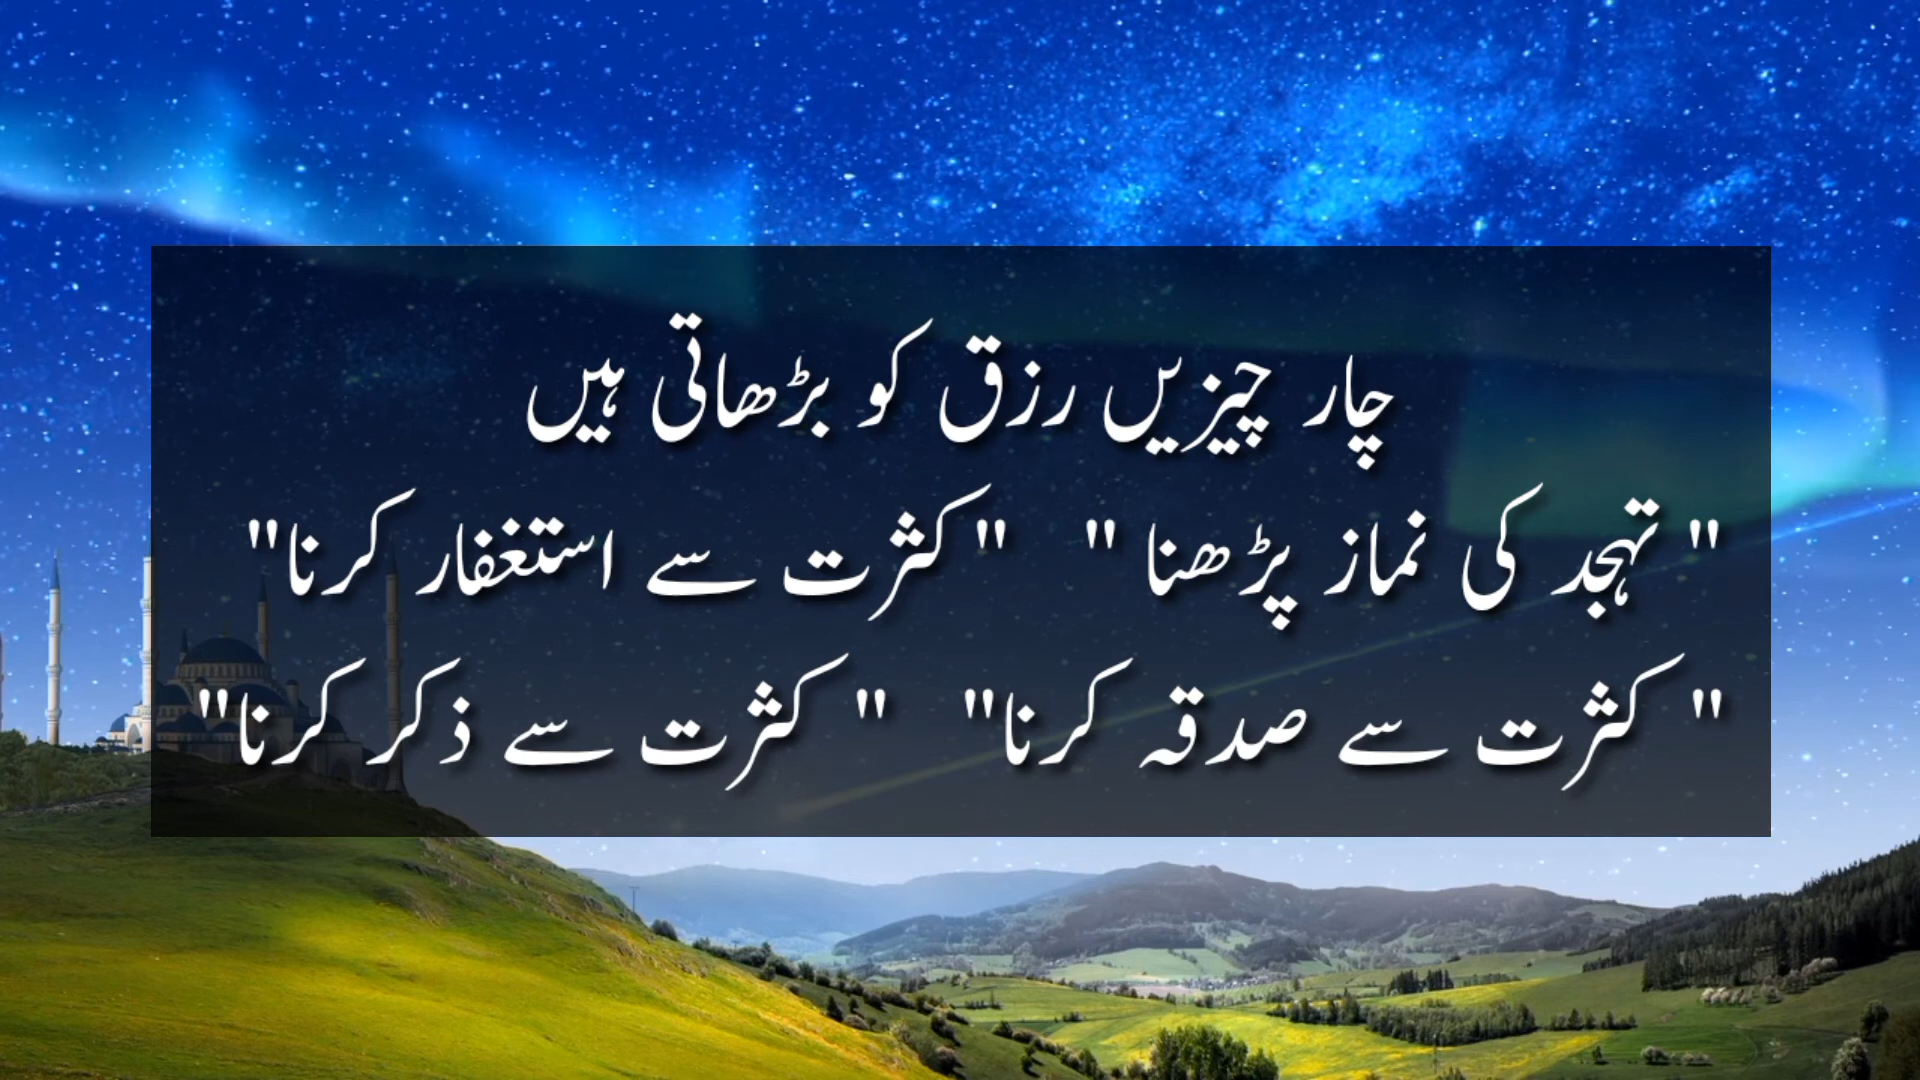 چار چیزیں رزق کو بڑھاتی ہیں
" تہجد کی نماز پڑھنا " " کثرت سے استغفار کرنا"
" کثرت سے صدقہ کرنا" " کثرت سے ذکر کرنا"